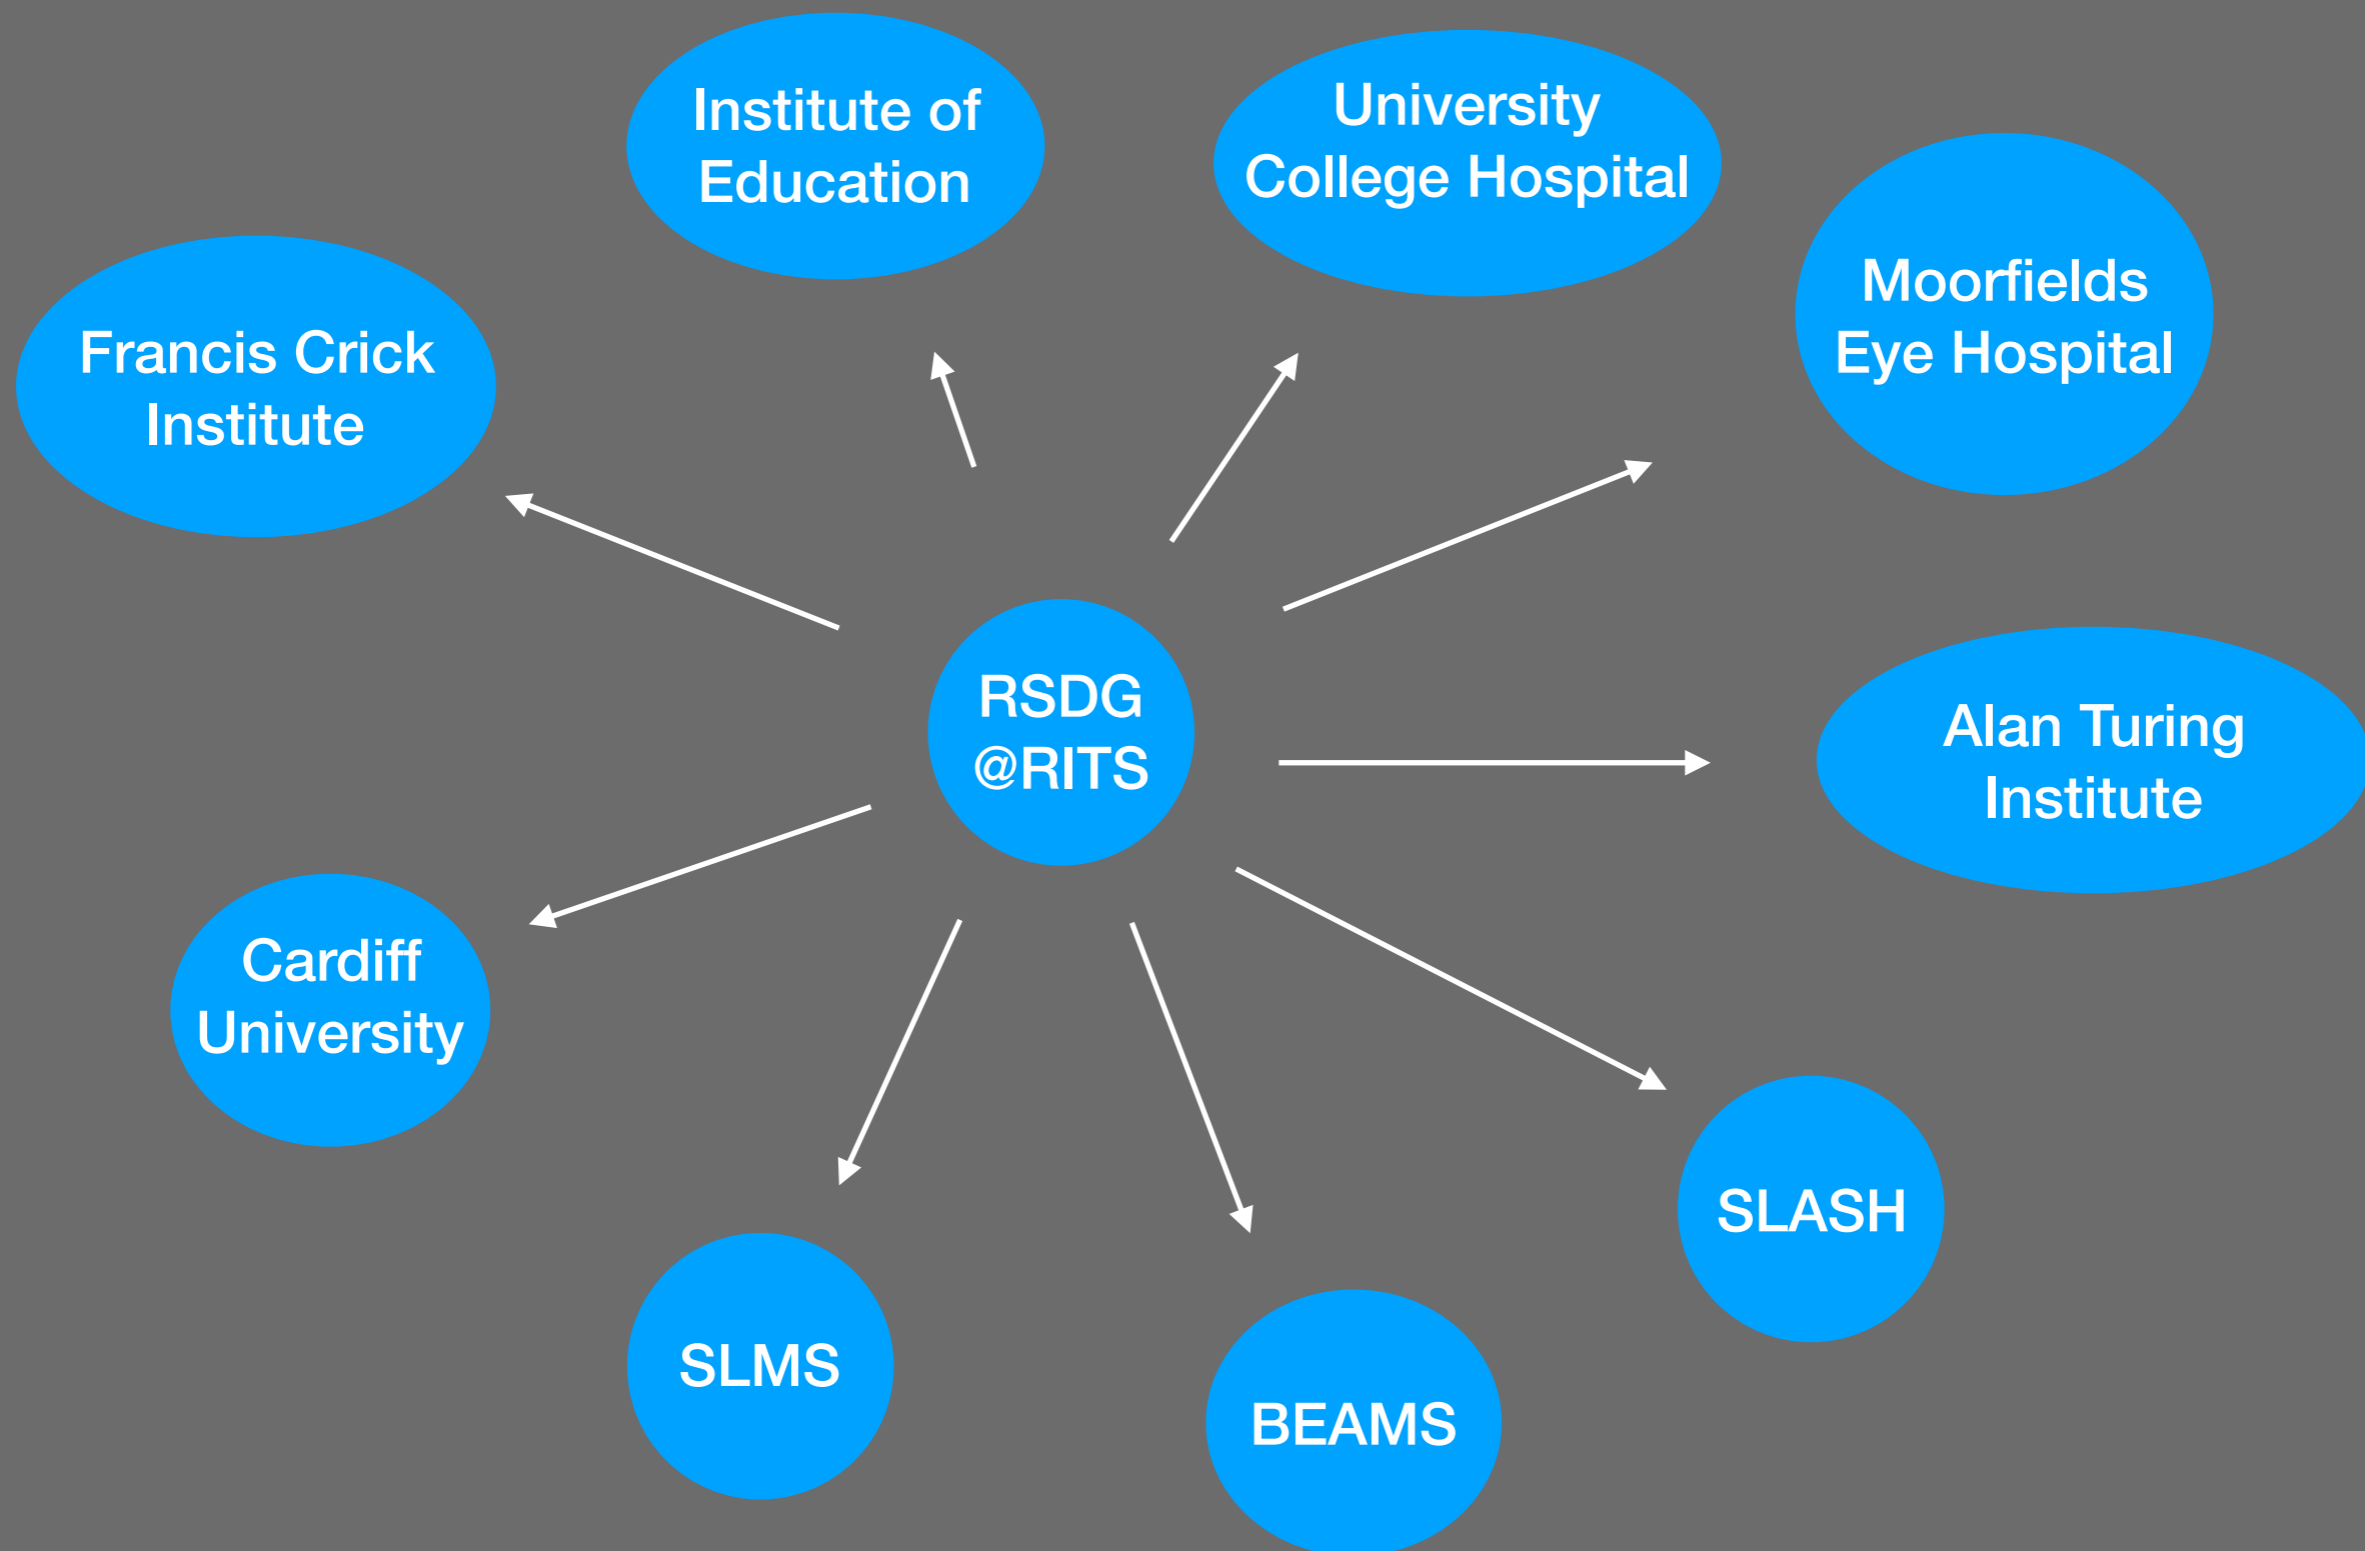 Institute of
Education
University
College Hospital
Moorfields
Eye Hospital
Francis Crick
Institute
RSDG
@RITS
Alan Turing
Institute
Cardiff
University
SLASH
SLMS
BEAMS